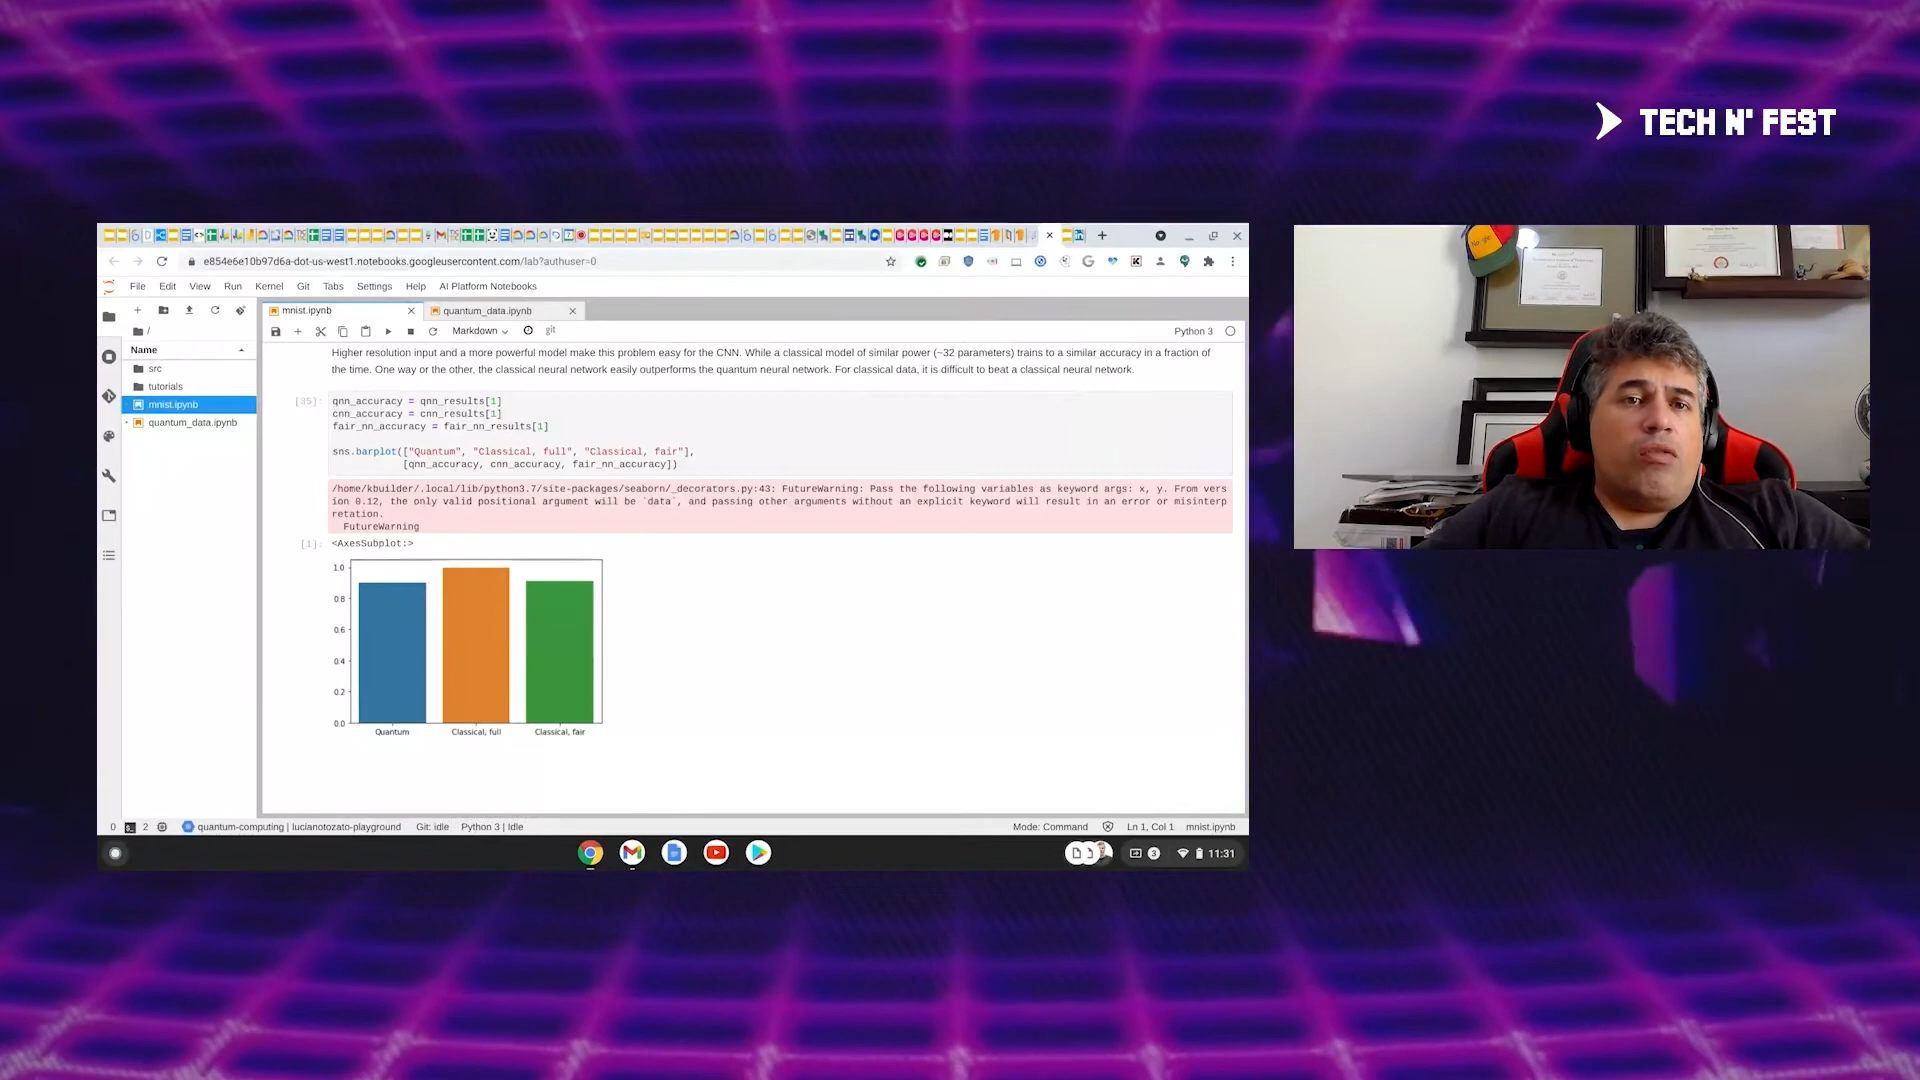 TECH N' FEST
No
e854e6e10b97d6a-dot-us-west1.notebooks.googleusercontent.com/lab?authuser=0
File Edit View Run Kernel Git Tabs Settings Help AI Platform Notebooks
mnist.ipynb
quantum_data.ipynb
Markdown
git
Python 3
/
Name
src
tutorials
mnist.ipynb
quantum_data.ipynb
Higher resolution input and a more powerful model make this problem easy for the CNN. While a classical model of similar power (~32 parameters) trains to a similar accuracy in a fraction of
the time. One way or the other, the classical neural network easily outperforms the quantum neural network. For classical data, it is difficult to beat a classical neural network.
[35]: qnn_accuracy = qnn_results[1]
cnn_accuracy = cnn_results[1]
fair_nn_accuracy = fair_nn_results[1]
sns.barplot(["Quantum", "Classical, full", "Classical, fair"],
[qnn_accuracy, cnn_accuracy, fair_nn_accuracy])
/home/kbuilder/.local/lib/python3.7/site-packages/seaborn/_decorators.py:43: FutureWarning: Pass the following variables as keyword args: x, y. From vers
ion 0.12, the only valid positional argument will be `data`, and passing other arguments without an explicit keyword will result in an error or misinterp
retation.
FutureWarning
[1]: <AxesSubplot:>
1.0
0.8
0.6
0.4
0.2
0.0
Quantum Classical, full Classical, fair
0 2 quantum-computing | lucianotozato-playground Git: idle Python 3 | Idle Mode: Command Ln 1, Col 1 mnist.ipynb
3 11:31